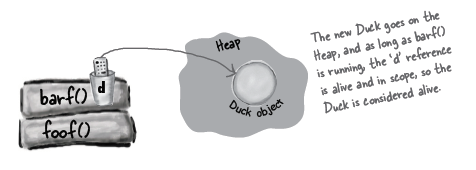 barf()
d
foof()
Heap
Duck object
The new Duck goes on the
Heap, and as long as barf()
is running, the 'd' reference
is alive and in scope, so the
Duck is considered alive.